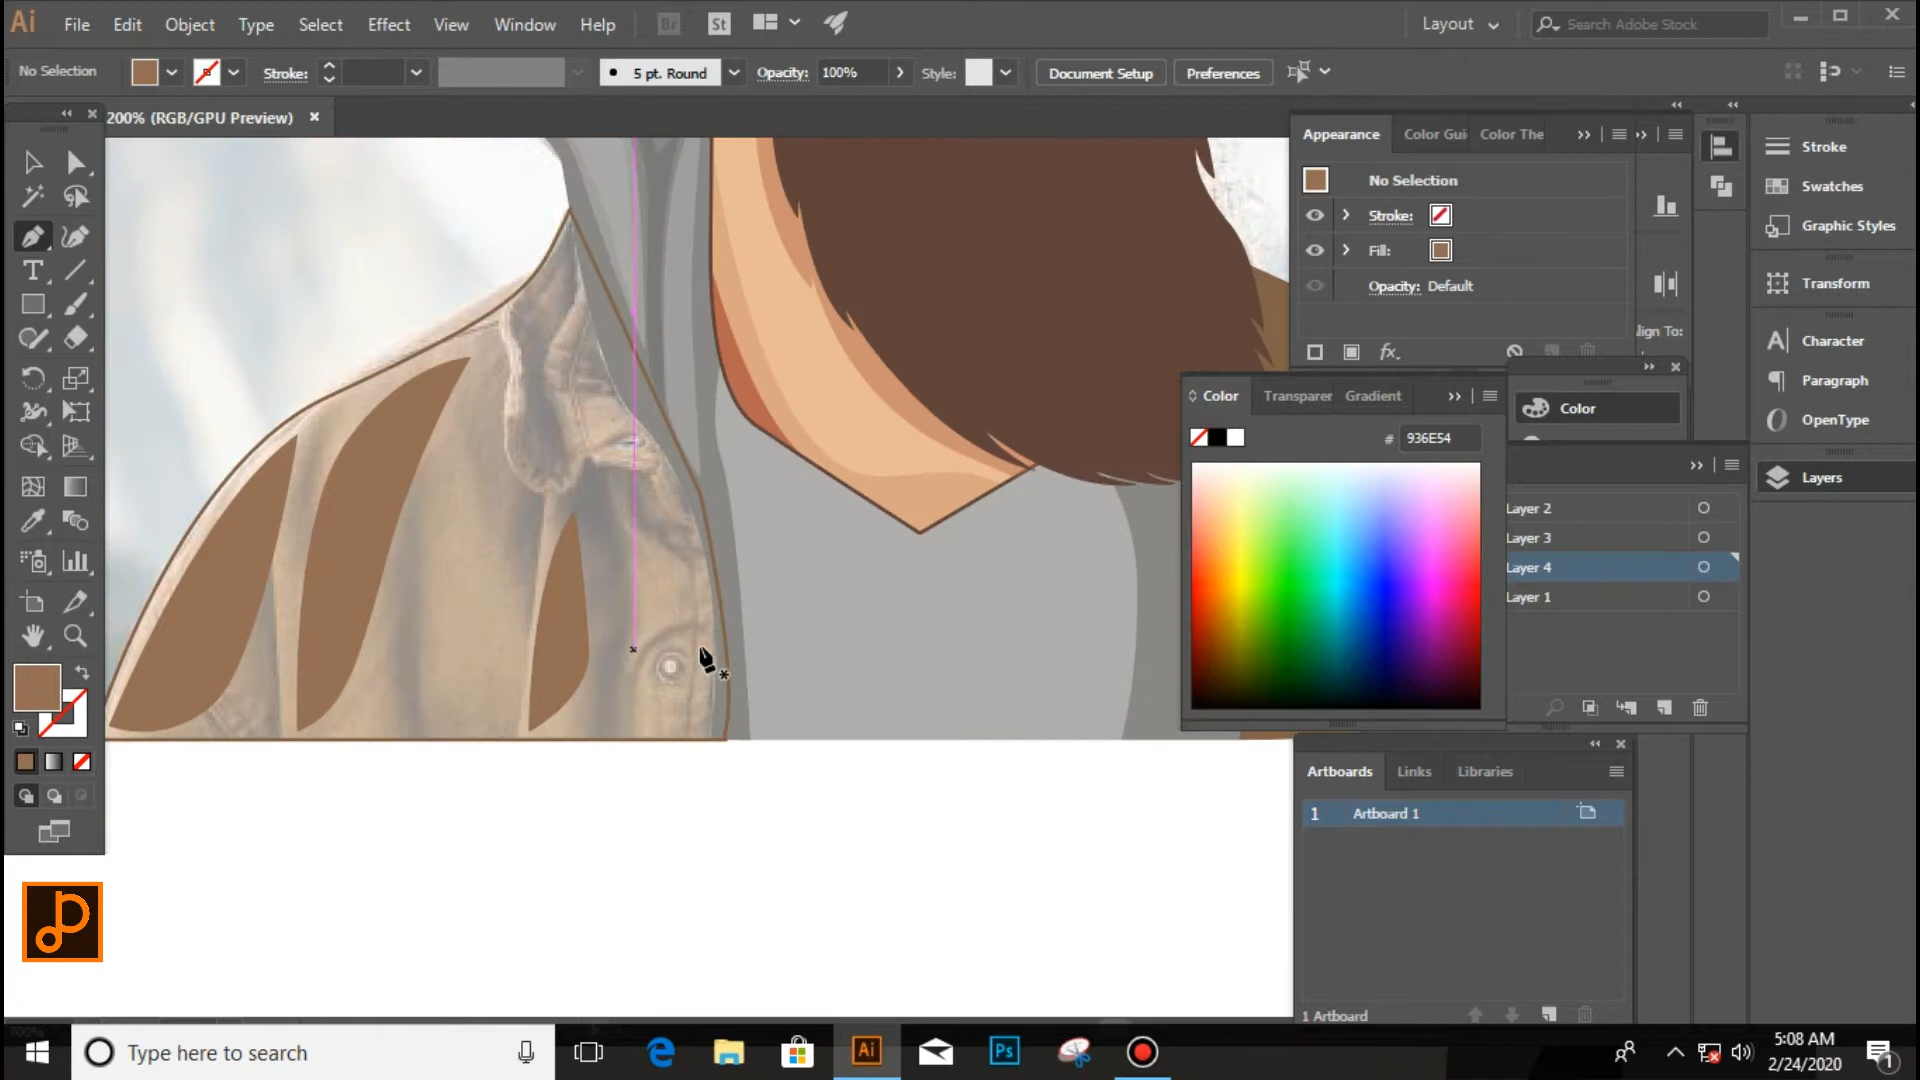 Ai File Edit Object Type Select Effect View Window Help Br St Layout Search Adobe Stock
No Selection Stroke: 5 pt. Round Opacity: 100% Style: Document Setup Preferences
200% (RGB/GPU Preview)
Appearance Color Gui Color The
No Selection
Stroke:
Fill:
Opacity: Default
fx
lign To:
Color Transparer Gradient
# 936E54
Color
Layer 2
Layer 3
Layer 4
Layer 1
Stroke
Swatches
Graphic Styles
Transform
Character
Paragraph
OpenType
Layers
Artboards Links Libraries
1 Artboard 1
1 Artboard
Type here to search
Ai
Ps
5:08 AM
2/24/2020
1